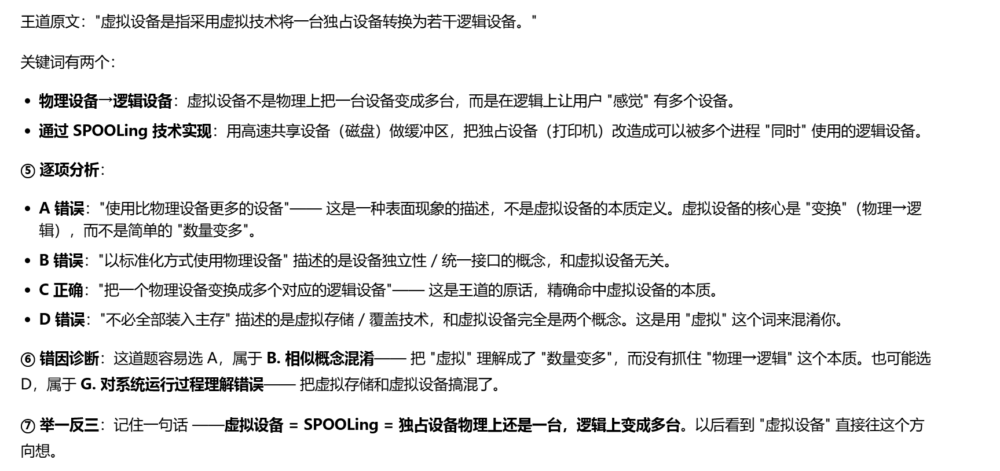 王道原文："虚拟设备是指采用虚拟技术将一台独占设备转换为若干逻辑设备。"
关键词有两个：
• 物理设备→逻辑设备：虚拟设备不是物理上把一台设备变成多台，而是在逻辑上让用户 "感觉" 有多个设备。
• 通过 SPOOLing 技术实现：用高速共享设备（磁盘）做缓冲区，把独占设备（打印机）改造成可以被多个进程 "同时" 使用的逻辑设备。
⑤ 逐项分析：
• A 错误："使用比物理设备更多的设备"—— 这是一种表面现象的描述，不是虚拟设备的本质定义。虚拟设备的核心是 "变换"（物理→逻
辑），而不是简单的 "数量变多"。
• B 错误："以标准化方式使用物理设备" 描述的是设备独立性 / 统一接口的概念，和虚拟设备无关。
• C 正确："把一个物理设备变换成多个对应的逻辑设备"—— 这是王道的原话，精确命中虚拟设备的本质。
• D 错误："不必全部装入主存" 描述的是虚拟存储 / 覆盖技术，和虚拟设备完全是两个概念。这是用 "虚拟" 这个词来混淆你。
⑥ 错因诊断：这道题容易选 A，属于 B. 相似概念混淆—— 把 "虚拟" 理解成了 "数量变多"，而没有抓住 "物理→逻辑" 这个本质。也可能选
D，属于 G. 对系统运行过程理解错误—— 把虚拟存储和虚拟设备搞混了。
⑦ 举一反三：记住一句话 ——虚拟设备 = SPOOLing = 独占设备物理上还是一台，逻辑上变成多台。以后看到 "虚拟设备" 直接往这个方
向想。